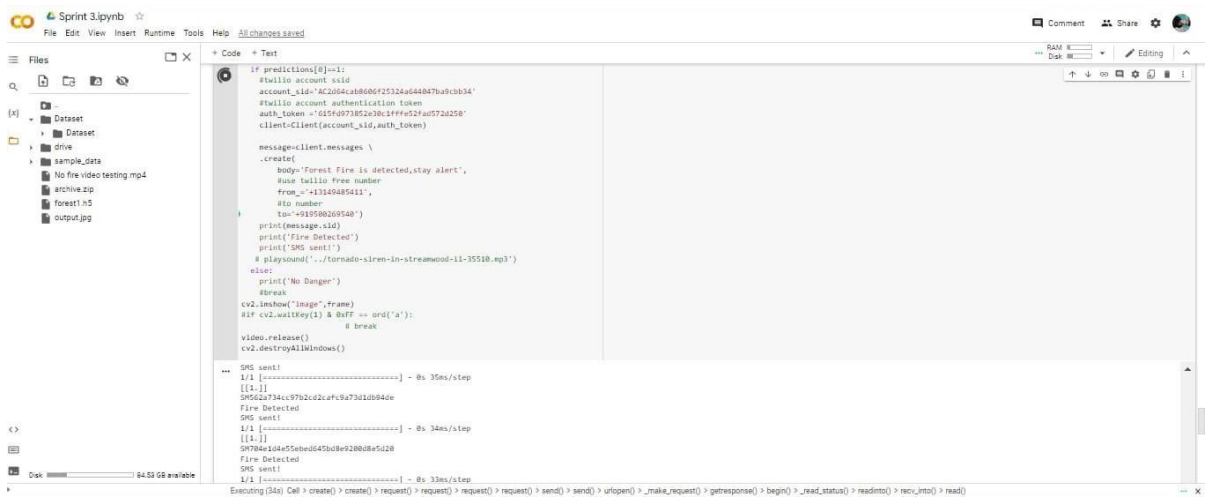 Sprint 3.ipynb
File Edit View Insert Runtime Tools Help All changes saved
Comment Share
Files
+ Code + Text
RAM
Disk
Editing
..
Dataset
Dataset
drive
sample_data
No fire video testing.mp4
archive.zip
forest1.h5
output.jpg
Disk 84.53 GB available
if predictions[0]==1:
#twilio account ssid
account_sid='AC2d64cab8606f25324a644047ba9cbb34'
#twilio account authentication token
auth_token ='615fd973852e30c1fffe52fad572d250'
client=Client(account_sid,auth_token)
message=client.messages \
.create(
body='Forest Fire is detected,stay alert',
#use twilio free number
from_='+13149485411',
#to number
to='+919500269540')
print(message.sid)
print('Fire Detected')
print('SMS sent!')
# playsound('../tornado-siren-in-streamwood-il-35510.mp3')
else:
print('No Danger')
#break
cv2.imshow("image",frame)
#if cv2.waitKey(1) & 0xFF == ord('a'):
# break
video.release()
cv2.destroyAllWindows()
SMS sent!
1/1 [==============================] - 0s 35ms/step
[[1.]]
SM562a734cc97b2cd2cafc9a73d1db94de
Fire Detected
SMS sent!
1/1 [==============================] - 0s 34ms/step
[[1.]]
SM704e1d4e55ebed645bd8e9200d8e5d20
Fire Detected
SMS sent!
1/1 [==============================] - 0s 33ms/step
Executing (34s) Cell > create() > create() > request() > request() > request() > request() > send() > send() > urlopen() > _make_request() > getresponse() > begin() > _read_status() > readinto() > recv_into() > read()